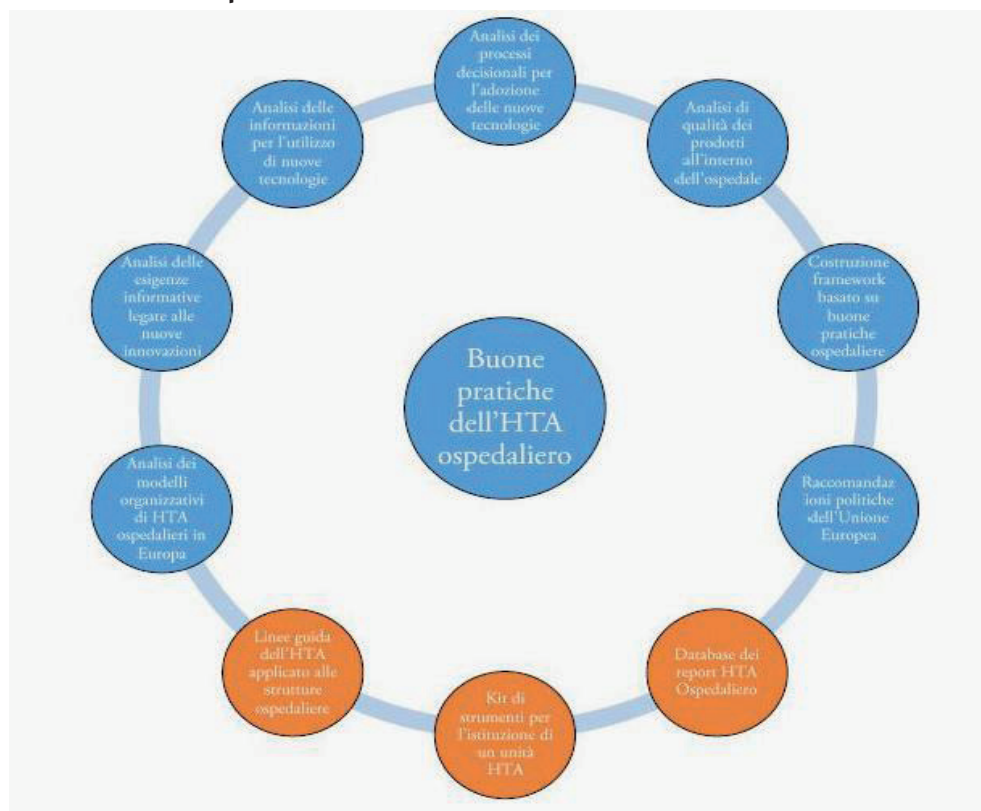 Analisi dei
processi
decisionali per
l'adozione
delle nuove
tecnologie
Analisi di
qualità dei
prodotti
all'interno
dell'ospedale
Costruzione
framework
basato su
buone
pratiche
ospedaliere
Raccomandaz
ioni politiche
dell'Unione
Europea
Database dei
report HTA
Ospedaliero
Kit di
strumenti per
l'istituzione di
un unità
HTA
Linee guida
dell'HTA
applicato alle
strutture
ospedaliere
Analisi dei
modelli
organizzativi
di HTA
ospedalieri in
Europa
Analisi delle
esigenze
informative
legate alle
nuove
innovazioni
Analisi delle
informazioni
per l'utilizzo
di nuove
tecnologie
Buone
pratiche
dell'HTA
ospedaliero